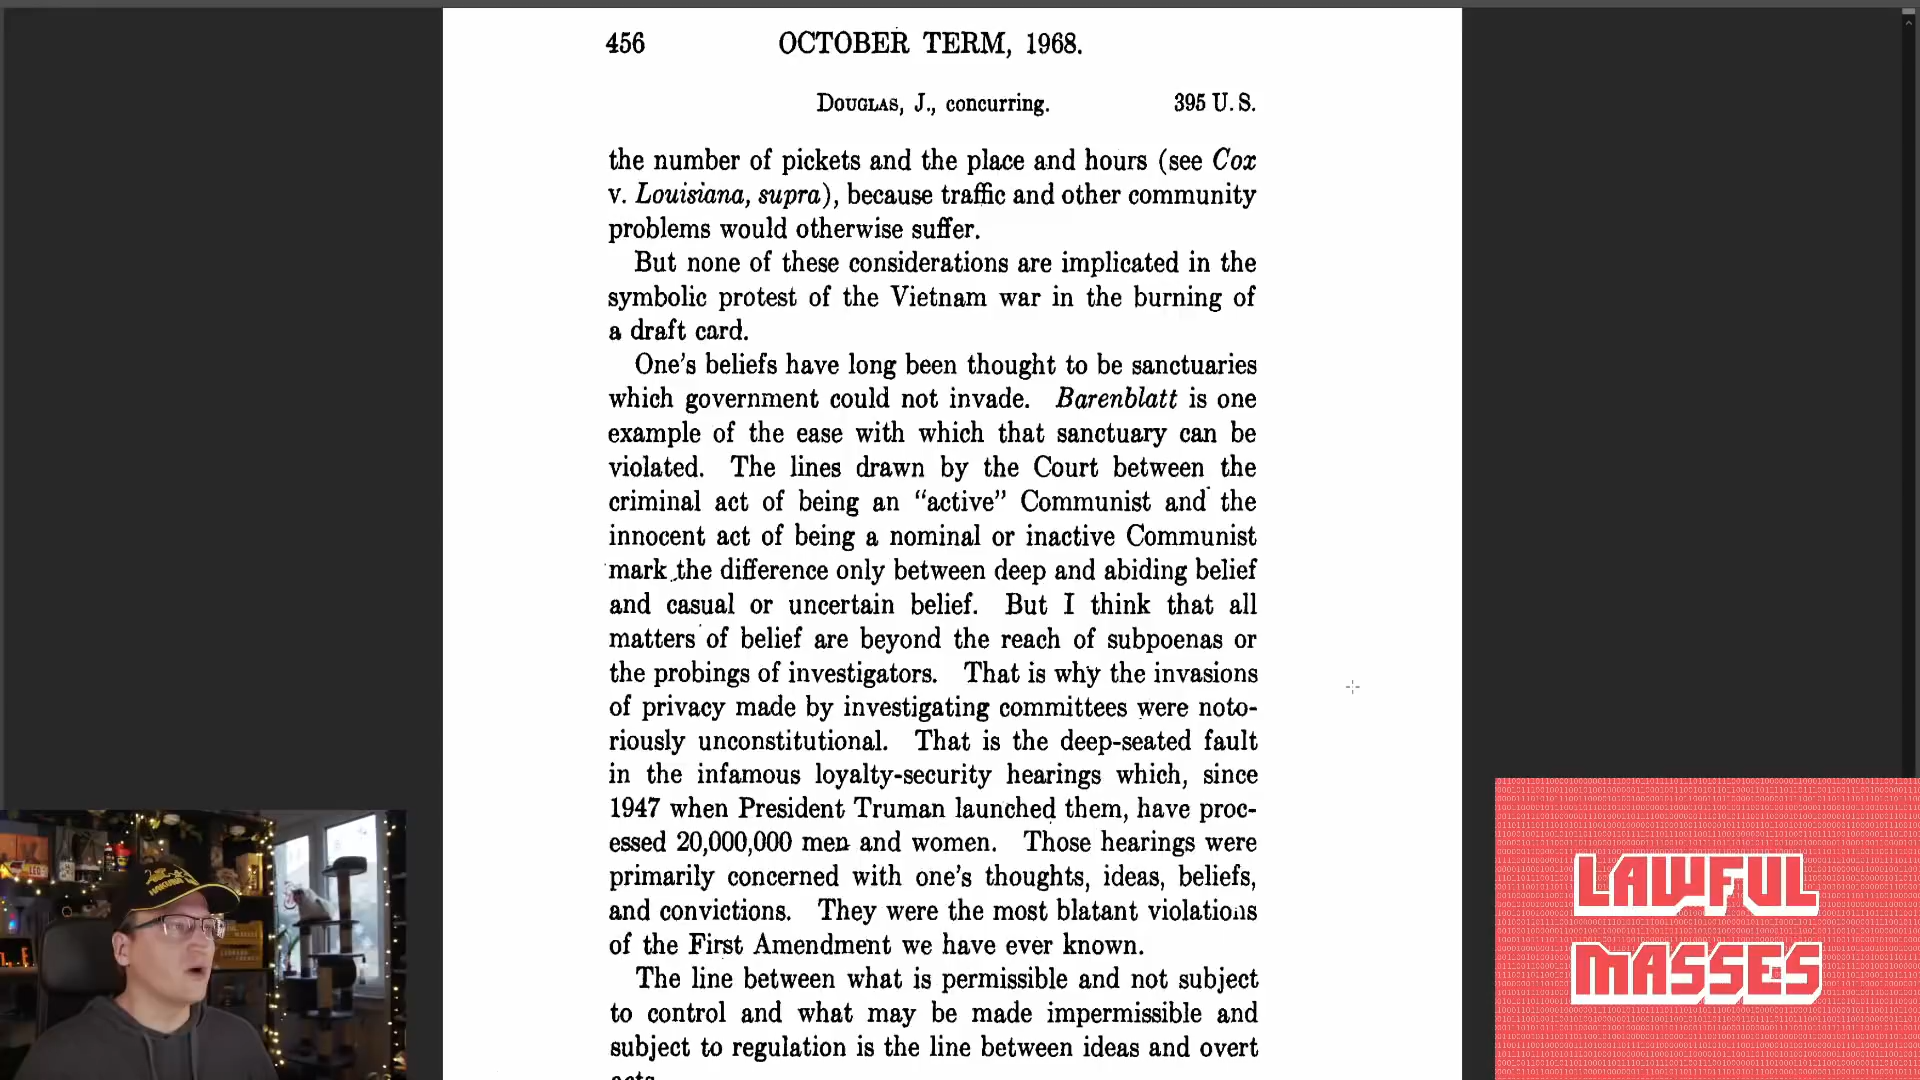 456 OCTOBER TERM, 1968.
DOUGLAS, J., concurring. 395 U. S.
the number of pickets and the place and hours (see Cox
v. Louisiana, supra), because traffic and other community
problems would otherwise suffer.
But none of these considerations are implicated in the
symbolic protest of the Vietnam war in the burning of
a draft card.
One's beliefs have long been thought to be sanctuaries
which government could not invade. Barenblatt is one
example of the ease with which that sanctuary can be
violated. The lines drawn by the Court between the
criminal act of being an “active” Communist and the
innocent act of being a nominal or inactive Communist
mark the difference only between deep and abiding belief
and casual or uncertain belief. But I think that all
matters of belief are beyond the reach of subpoenas or
the probings of investigators. That is why the invasions
of privacy made by investigating committees were noto-
riously unconstitutional. That is the deep-seated fault
in the infamous loyalty-security hearings which, since
1947 when President Truman launched them, have proc-
essed 20,000,000 men and women. Those hearings were
primarily concerned with one's thoughts, ideas, beliefs,
and convictions. They were the most blatant violations
of the First Amendment we have ever known.
The line between what is permissible and not subject
to control and what may be made impermissible and
subject to regulation is the line between ideas and overt
acts.
LAWFUL
MASSES